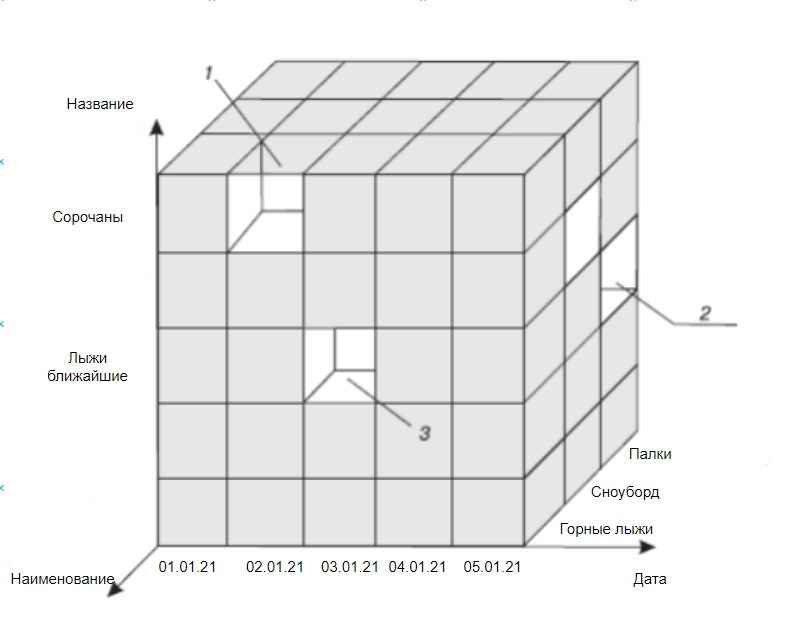 1
Название
Сорочаны
2
Лыжи
ближайшие
3
Палки
Сноуборд
Горные лыжи
01.01.21 02.01.21 03.01.21 04.01.21 05.01.21
Наименование
Дата